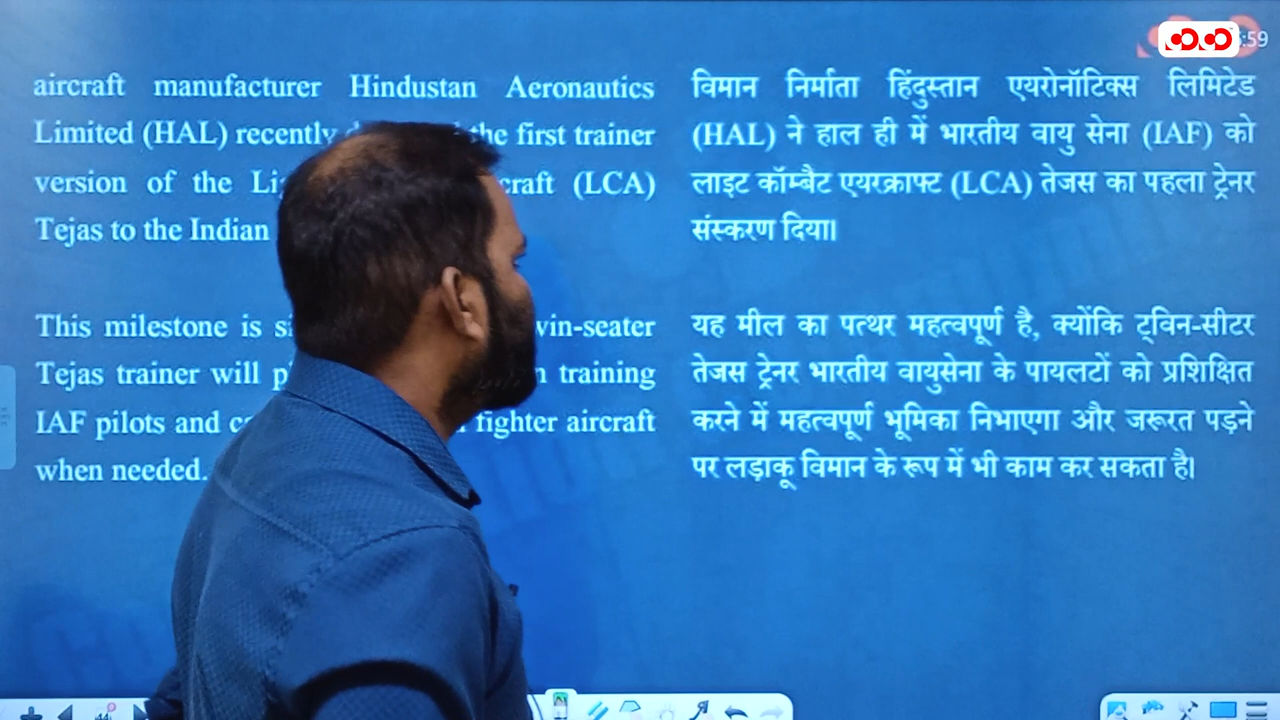 :59
aircraft manufacturer Hindustan Aeronautics
Limited (HAL) recently the first trainer
version of the (LCA)
Tejas to the Indian
This milestone is
Tejas trainer will training
IAF pilots and fighter aircraft
when needed.
विमान निर्माता हिंदुस्तान एयरोनॉटिक्स लिमिटेड
(HAL) ने हाल ही में भारतीय वायु सेना (IAF) को
लाइट कॉम्बैट एयरक्राफ्ट (LCA) तेजस का पहला ट्रेनर
संस्करण दिया।
यह मील का पत्थर महत्वपूर्ण है, क्योंकि ट्विन-सीटर
तेजस ट्रेनर भारतीय वायुसेना के पायलटों को प्रशिक्षित
करने में महत्वपूर्ण भूमिका निभाएगा और जरूरत पड़ने
पर लड़ाकू विमान के रूप में भी काम कर सकता है।
44